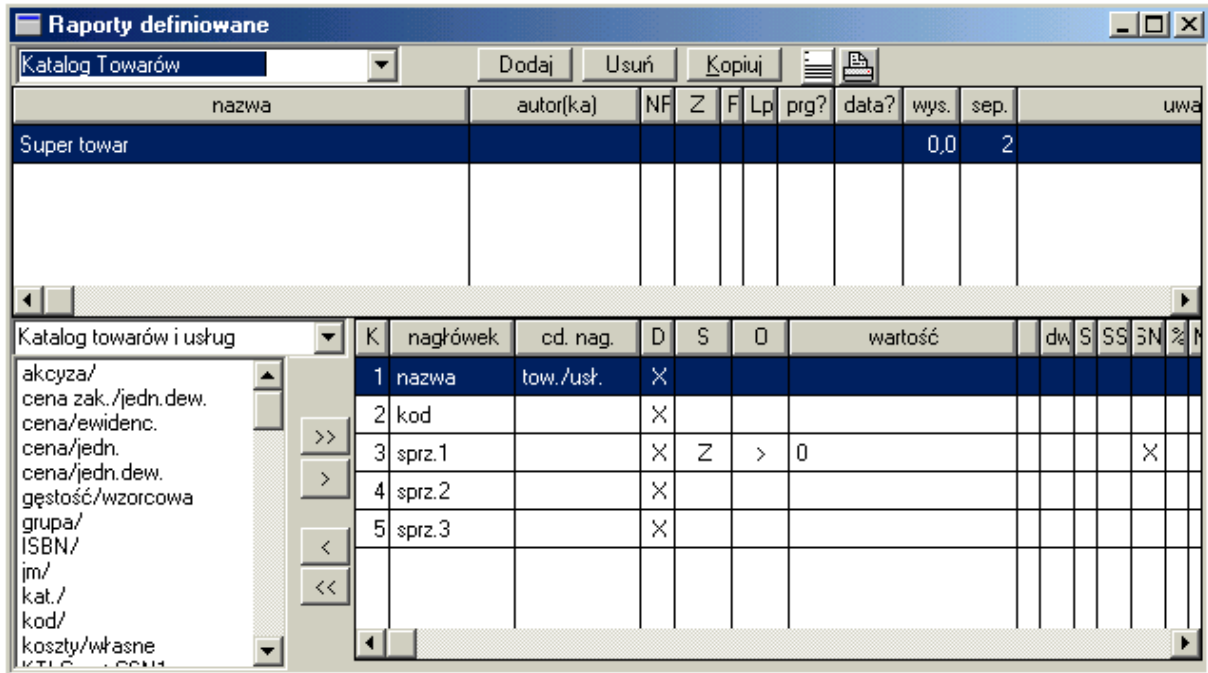 Raporty definiowane
Katalog Towarów Dodaj Usuń Kopiuj
nazwa autor(ka) NF Z F Lp prg? data? wys. sep. uwa
Super towar 0,0 2
Katalog towarów i usług K nagłówek cd. nag. D S O wartość dw S SS SN %
akcyza/ 1 nazwa tow./usł. X
cena zak./jedn.dew.
cena/ewidenc. 2 kod X
>>
cena/jedn. 3 sprz.1 X Z > 0 X
cena/jedn.dew. >
gęstość/wzorcowa 4 sprz.2 X
grupa/ 5 sprz.3 X
ISBN/ <
jm/
kat./ <<
kod/
koszty/własne